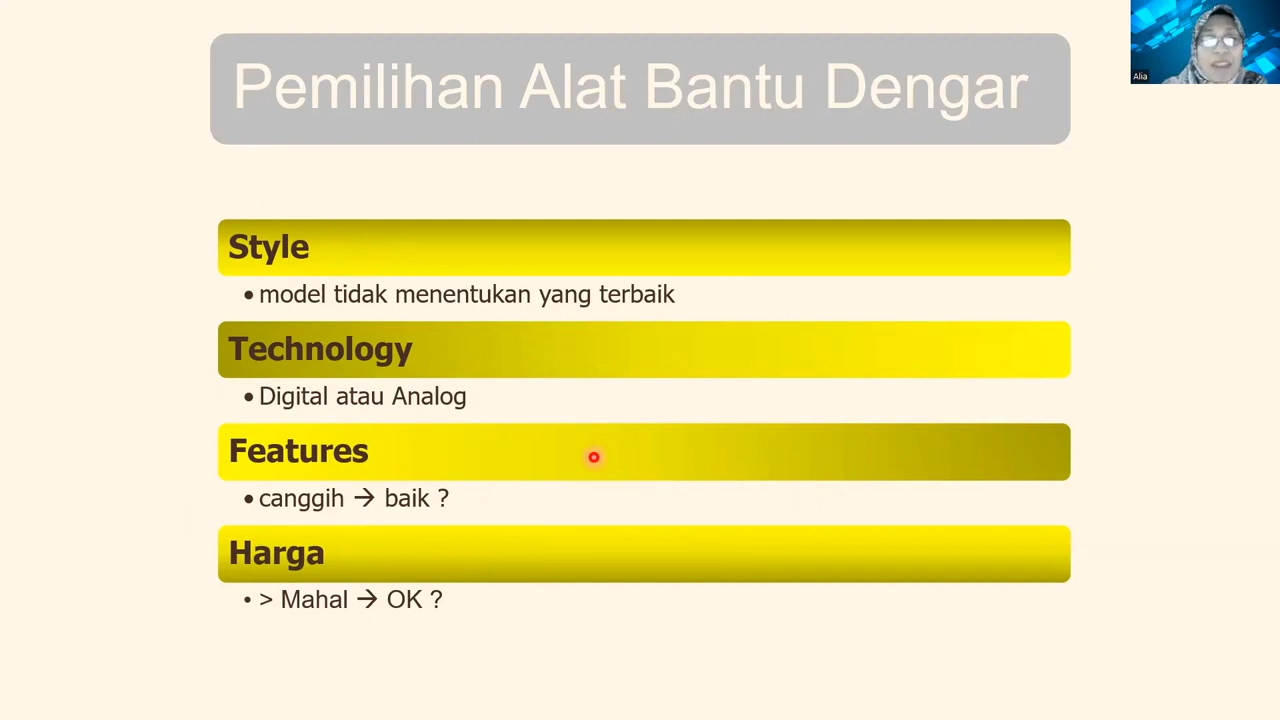 Pemilihan Alat Bantu Dengar
Alia
Style
• model tidak menentukan yang terbaik
Technology
• Digital atau Analog
Features
• canggih → baik ?
Harga
• > Mahal → OK ?